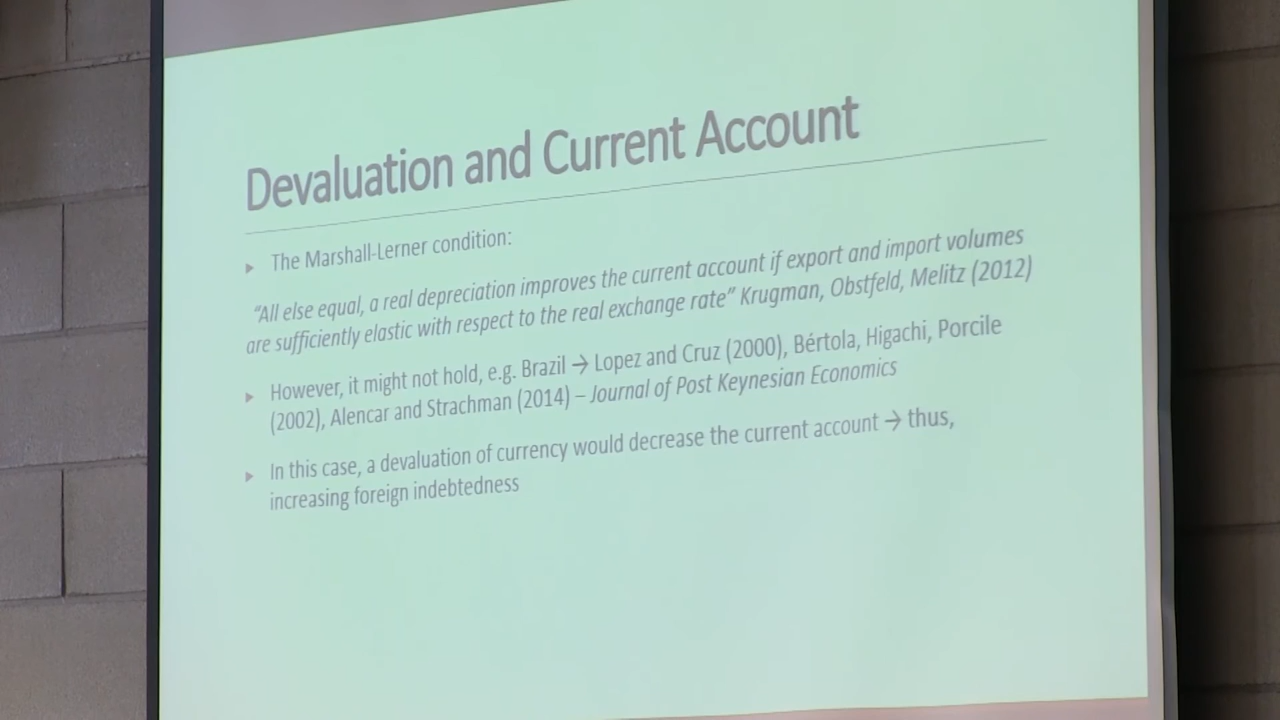 Devaluation and Current Account
▸ The Marshall-Lerner condition:
“All else equal, a real depreciation improves the current account if export and import volumes
are sufficiently elastic with respect to the real exchange rate” Krugman, Obstfeld, Melitz (2012)
▸ However, it might not hold, e.g. Brazil → Lopez and Cruz (2000), Bértola, Higachi, Porcile
(2002), Alencar and Strachman (2014) – Journal of Post Keynesian Economics
▸ In this case, a devaluation of currency would decrease the current account → thus,
increasing foreign indebtedness